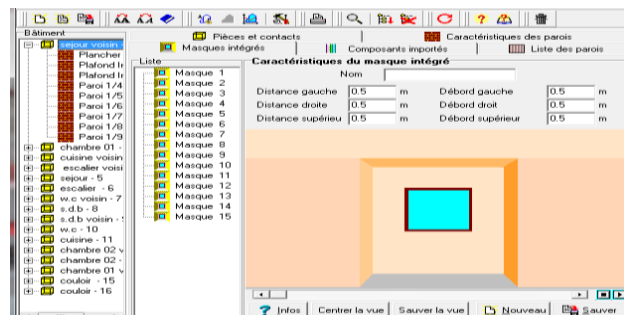 Bâtiment
Pièces et contacts
Caractéristiques des parois
Masques intégrés
Composants importés
Liste des parois
sejour voisin -
Plancher
Plafond Ir
Plafond Ir
Paroi 1/4
Paroi 1/5
Paroi 1/6
Paroi 1/7
Paroi 1/8
Paroi 1/9
chambre 01 -
cuisine voisin
escalier voisi
sejour - 5
escalier - 6
w.c voisin - 7
s.d.b - 8
s.d.b voisin - !
w.c - 10
cuisine - 11
chambre 02 v
chambre 02 -
chambre 01 v
couloir - 15
couloir - 16
Liste
Masque 1
Masque 2
Masque 3
Masque 4
Masque 5
Masque 6
Masque 7
Masque 8
Masque 9
Masque 10
Masque 11
Masque 12
Masque 13
Masque 14
Masque 15
Caractéristiques du masque intégré
Nom
Distance gauche 0.5 m Débord gauche 0.5 m
Distance droite 0.5 m Débord droit 0.5 m
Distance supérieu 0.5 m Débord supérieur 0.5 m
Infos Centrer la vue Sauver la vue Nouveau Sauver